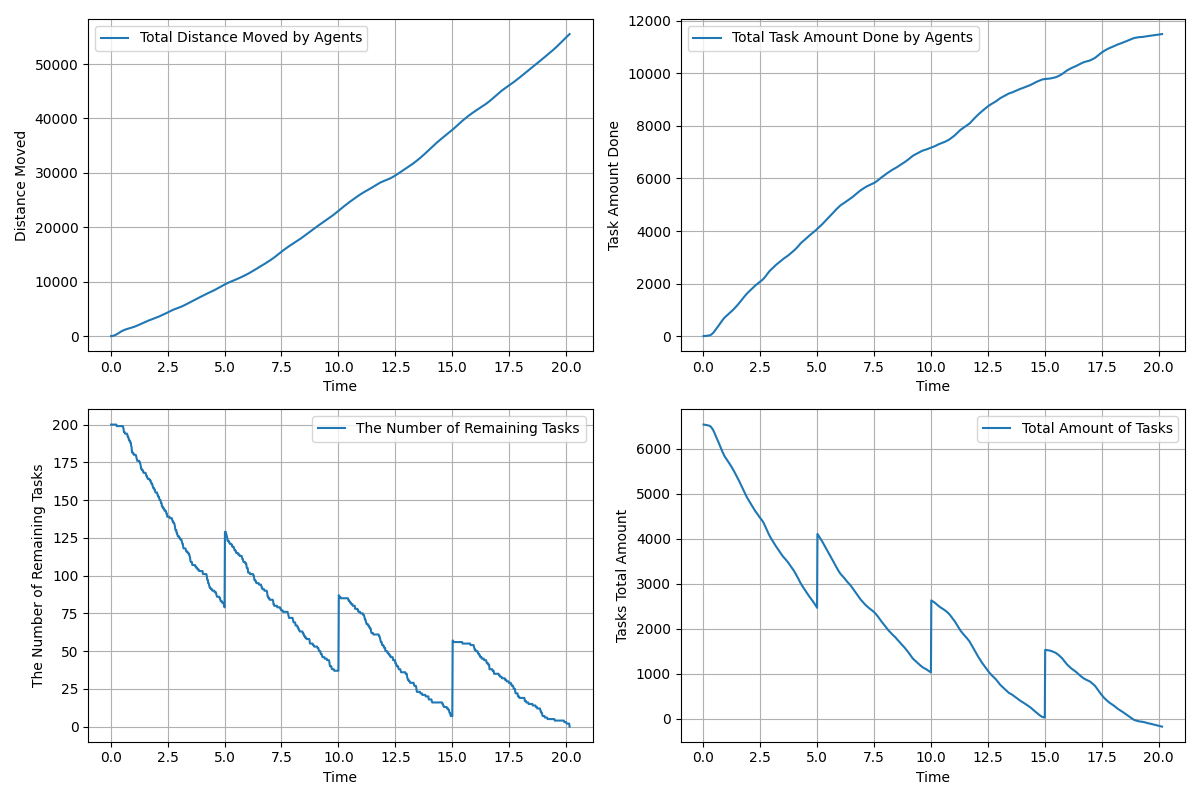 Total Distance Moved by Agents
Distance Moved
50000
40000
30000
20000
10000
0
0.0 2.5 5.0 7.5 10.0 12.5 15.0 17.5 20.0
Time
Total Task Amount Done by Agents
Task Amount Done
12000
10000
8000
6000
4000
2000
0
0.0 2.5 5.0 7.5 10.0 12.5 15.0 17.5 20.0
Time
The Number of Remaining Tasks
The Number of Remaining Tasks
200
175
150
125
100
75
50
25
0
0.0 2.5 5.0 7.5 10.0 12.5 15.0 17.5 20.0
Time
Total Amount of Tasks
Tasks Total Amount
6000
5000
4000
3000
2000
1000
0
0.0 2.5 5.0 7.5 10.0 12.5 15.0 17.5 20.0
Time